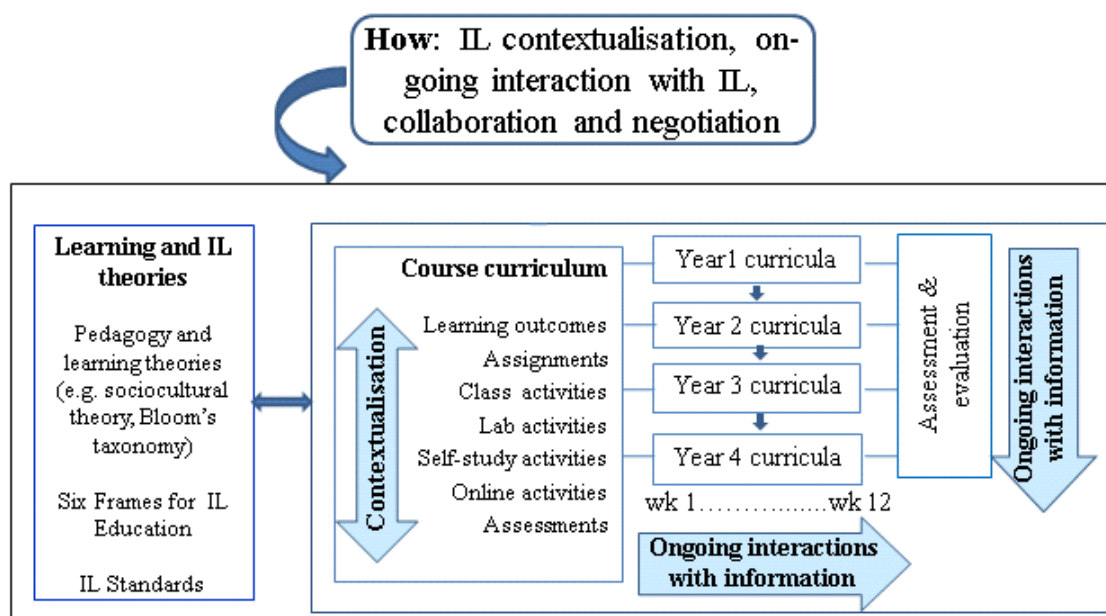 How: IL contextualisation, on-
going interaction with IL,
collaboration and negotiation
Learning and IL
theories
Pedagogy and
learning theories
(e.g. sociocultural
theory, Bloom's
taxonomy)
Six Frames for IL
Education
IL Standards
Contextualisation
Course curriculum
Learning outcomes
Assignments
Class activities
Lab activities
Self-study activities
Online activities
Assessments
Year1 curricula
Year 2 curricula
Year 3 curricula
Year 4 curricula
wk 1.................wk 12
Ongoing interactions
with information
Assessment &
evaluation
Ongoing interactions
with information